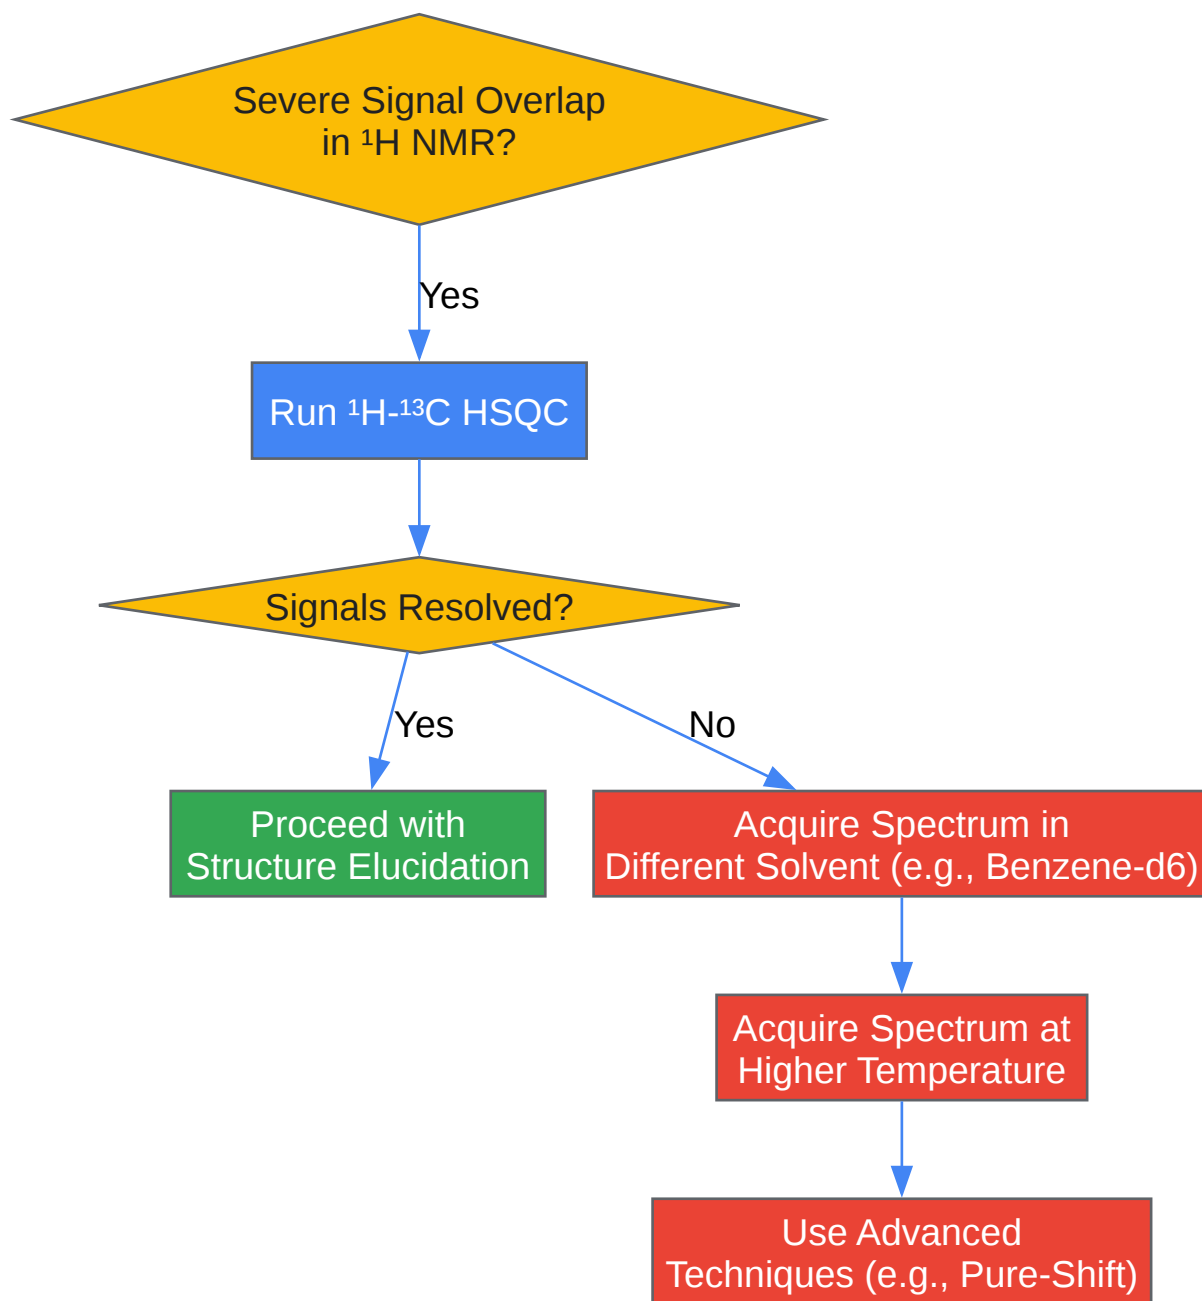 Severe Signal Overlap
in ¹H NMR?
Yes
Run ¹H-¹³C HSQC
Signals Resolved?
Yes
No
Proceed with
Structure Elucidation
Acquire Spectrum in
Different Solvent (e.g., Benzene-d6)
Acquire Spectrum at
Higher Temperature
Use Advanced
Techniques (e.g., Pure-Shift)